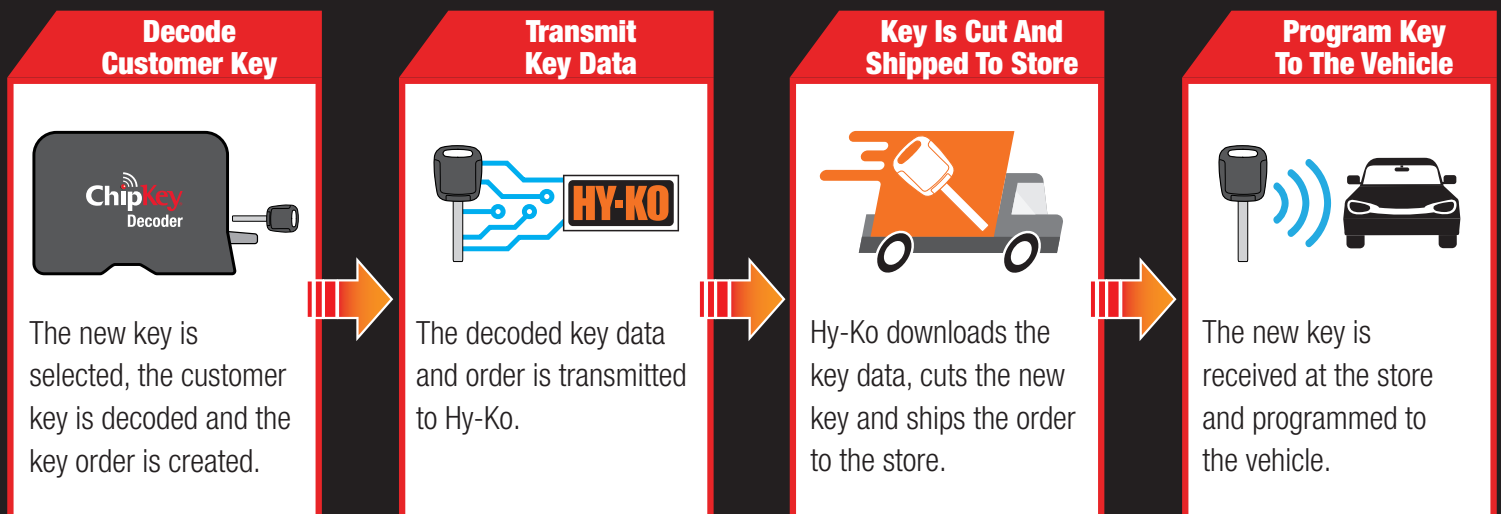 Decode
Customer Key
ChipKey
Decoder
The new key is
selected, the customer
key is decoded and the
key order is created.
Transmit
Key Data
HY-KO
The decoded key data
and order is transmitted
to Hy-Ko.
Key Is Cut And
Shipped To Store
Hy-Ko downloads the
key data, cuts the new
key and ships the order
to the store.
Program Key
To The Vehicle
The new key is
received at the store
and programmed to
the vehicle.